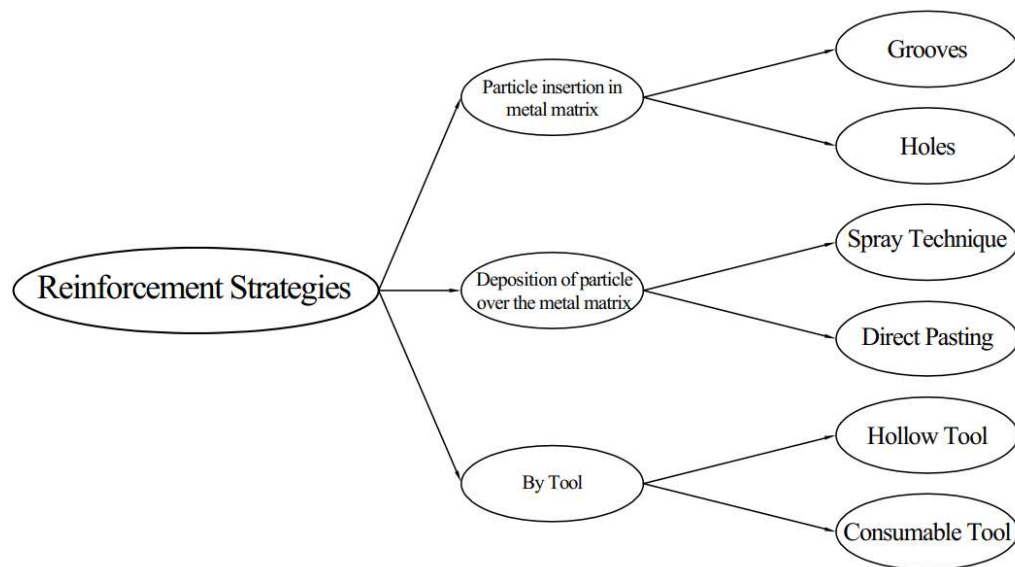 Reinforcement Strategies
Particle insertion in
metal matrix
Grooves
Holes
Deposition of particle
over the metal matrix
Spray Technique
Direct Pasting
By Tool
Hollow Tool
Consumable Tool